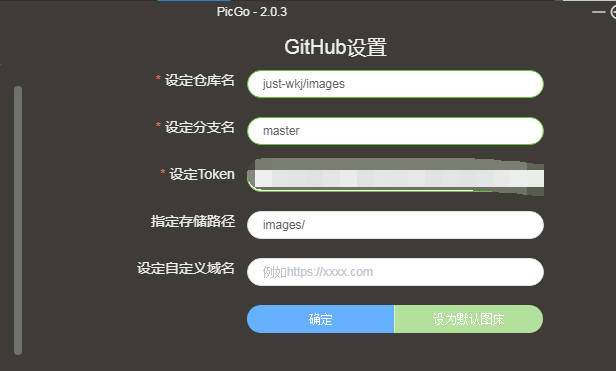 PicGo - 2.0.3
GitHub设置
* 设定仓库名 just-wkj/images
* 设定分支名 master
* 设定Token
指定存储路径 images/
设定自定义域名 例如https://xxxx.com
确定 设为默认图床